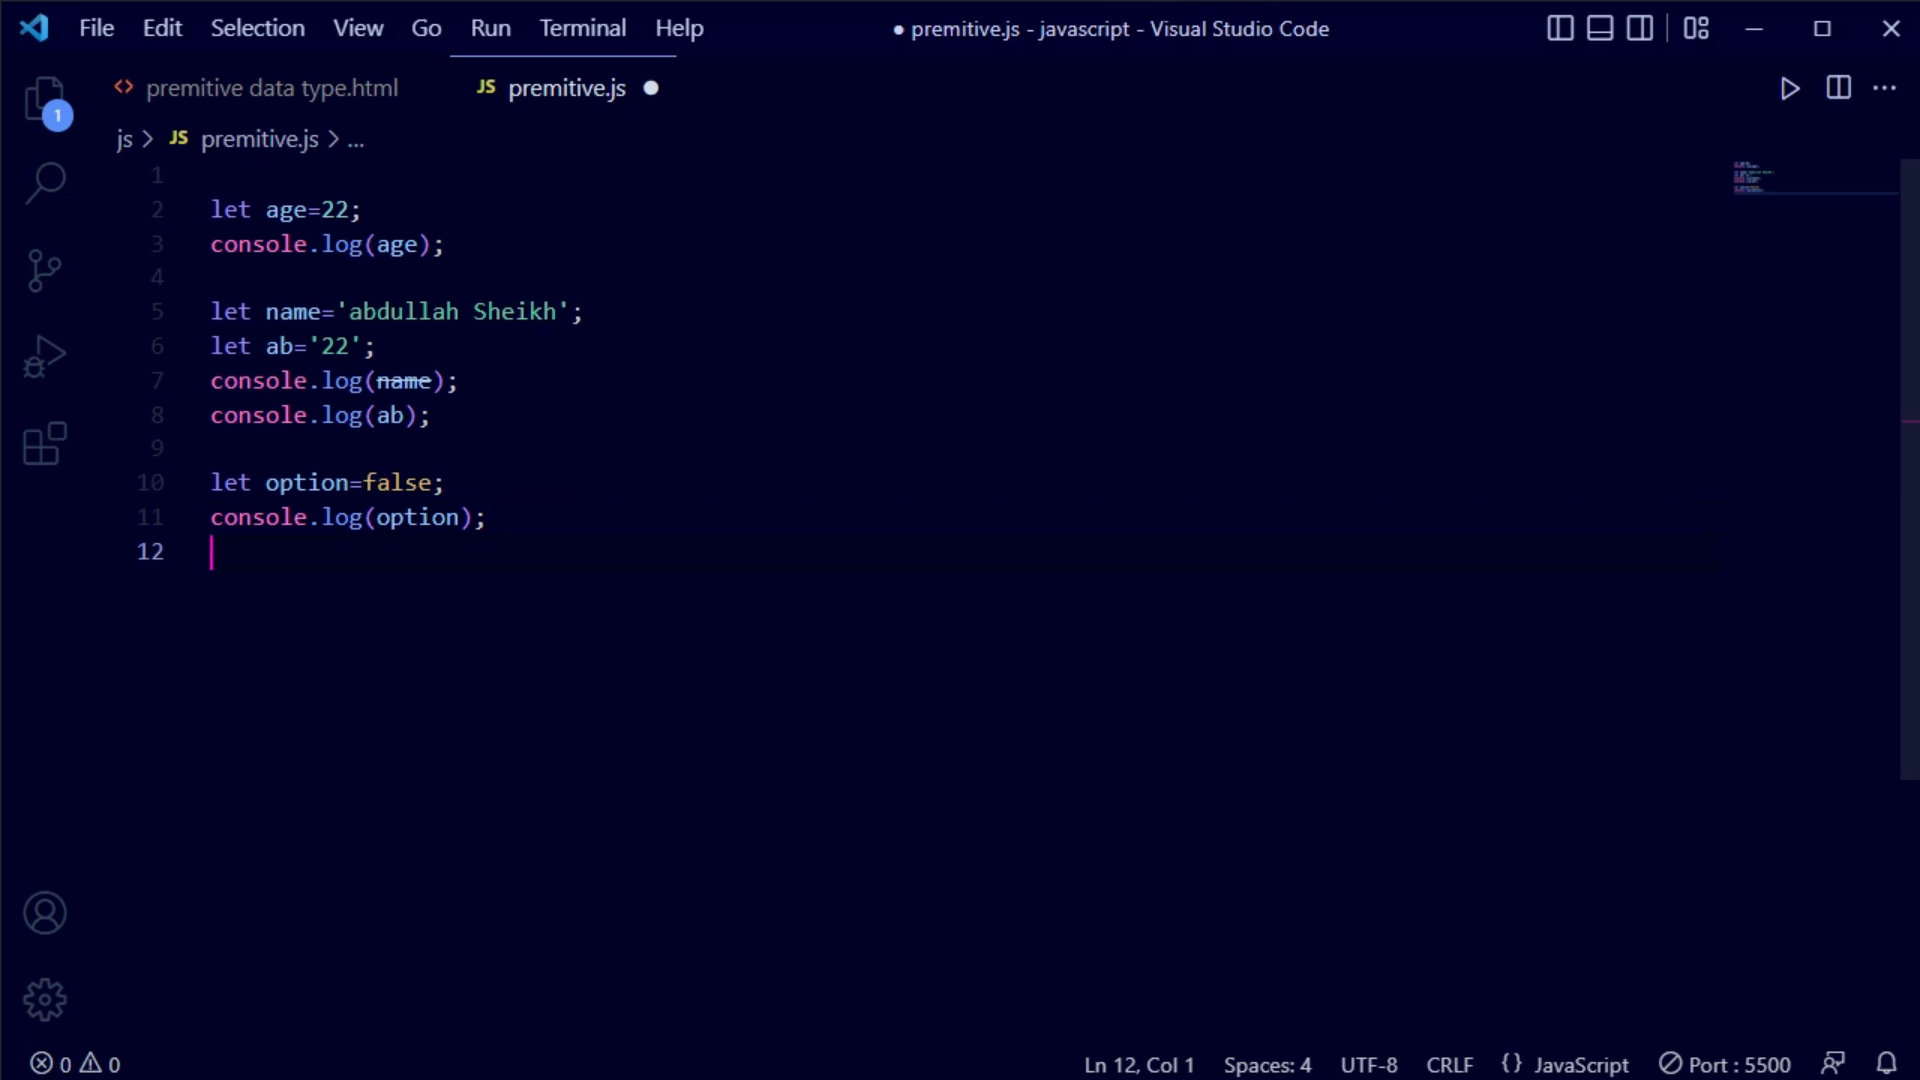 File Edit Selection View Go Run Terminal Help ● premitive.js - javascript - Visual Studio Code
<> premitive data type.html JS premitive.js ●
1
js > JS premitive.js > ...
1
2 let age=22;
3 console.log(age);
4
5 let name='abdullah Sheikh';
6 let ab='22';
7 console.log(name);
8 console.log(ab);
9
10 let option=false;
11 console.log(option);
12
0 0 Ln 12, Col 1 Spaces: 4 UTF-8 CRLF {} JavaScript Port : 5500